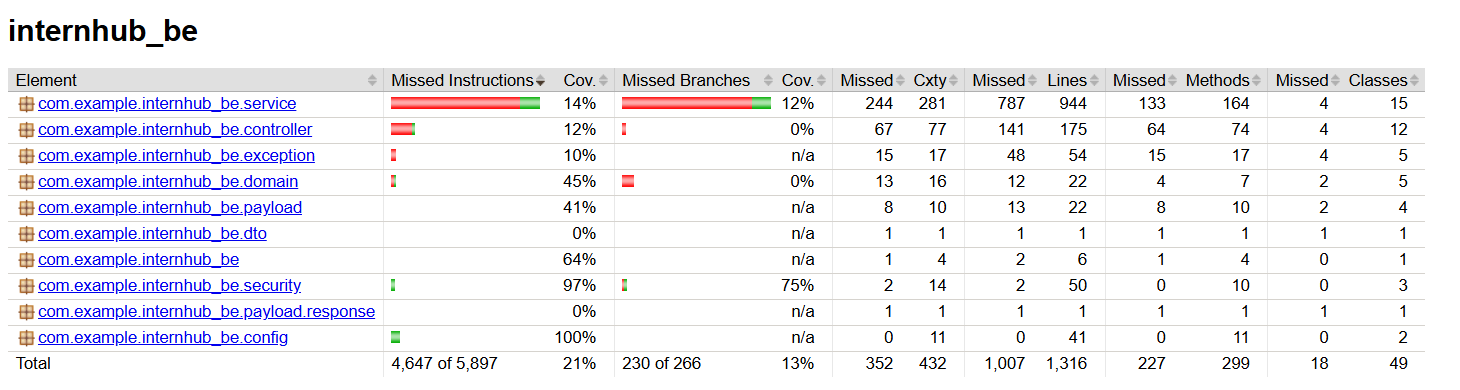 internhub_be
Element Missed Instructions Cov. Missed Branches Cov. Missed Cxty Missed Lines Missed Methods Missed Classes
com.example.internhub_be.service 14% 12% 244 281 787 944 133 164 4 15
com.example.internhub_be.controller 12% 0% 67 77 141 175 64 74 4 12
com.example.internhub_be.exception 10% n/a 15 17 48 54 15 17 4 5
com.example.internhub_be.domain 45% 0% 13 16 12 22 4 7 2 5
com.example.internhub_be.payload 41% n/a 8 10 13 22 8 10 2 4
com.example.internhub_be.dto 0% n/a 1 1 1 1 1 1 1 1
com.example.internhub_be 64% n/a 1 4 2 6 1 4 0 1
com.example.internhub_be.security 97% 75% 2 14 2 50 0 10 0 3
com.example.internhub_be.payload.response 0% n/a 1 1 1 1 1 1 1 1
com.example.internhub_be.config 100% n/a 0 11 0 41 0 11 0 2
Total 4,647 of 5,897 21% 230 of 266 13% 352 432 1,007 1,316 227 299 18 49